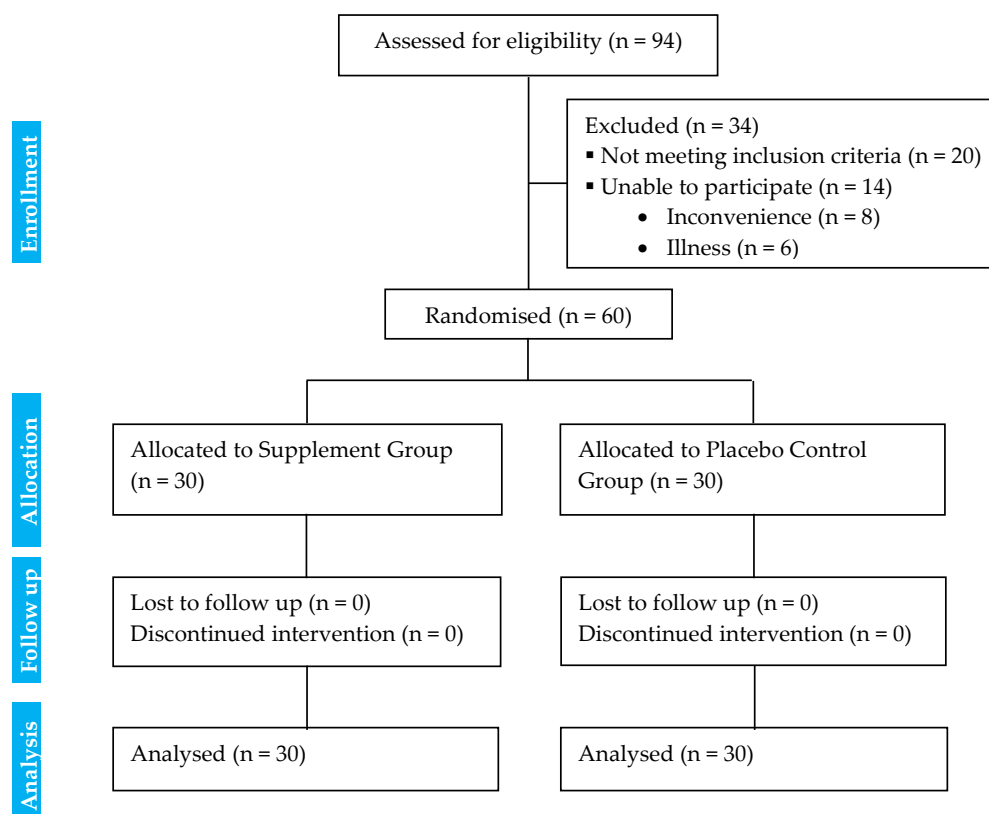 Assessed for eligibility (n = 94)
Enrollment
Excluded (n = 34)
▪ Not meeting inclusion criteria (n = 20)
▪ Unable to participate (n = 14)
• Inconvenience (n = 8)
• Illness (n = 6)
Randomised (n = 60)
Allocation
Allocated to Supplement Group
(n = 30)
Allocated to Placebo Control
Group (n = 30)
Follow up
Lost to follow up (n = 0)
Discontinued intervention (n = 0)
Lost to follow up (n = 0)
Discontinued intervention (n = 0)
Analysis
Analysed (n = 30)
Analysed (n = 30)